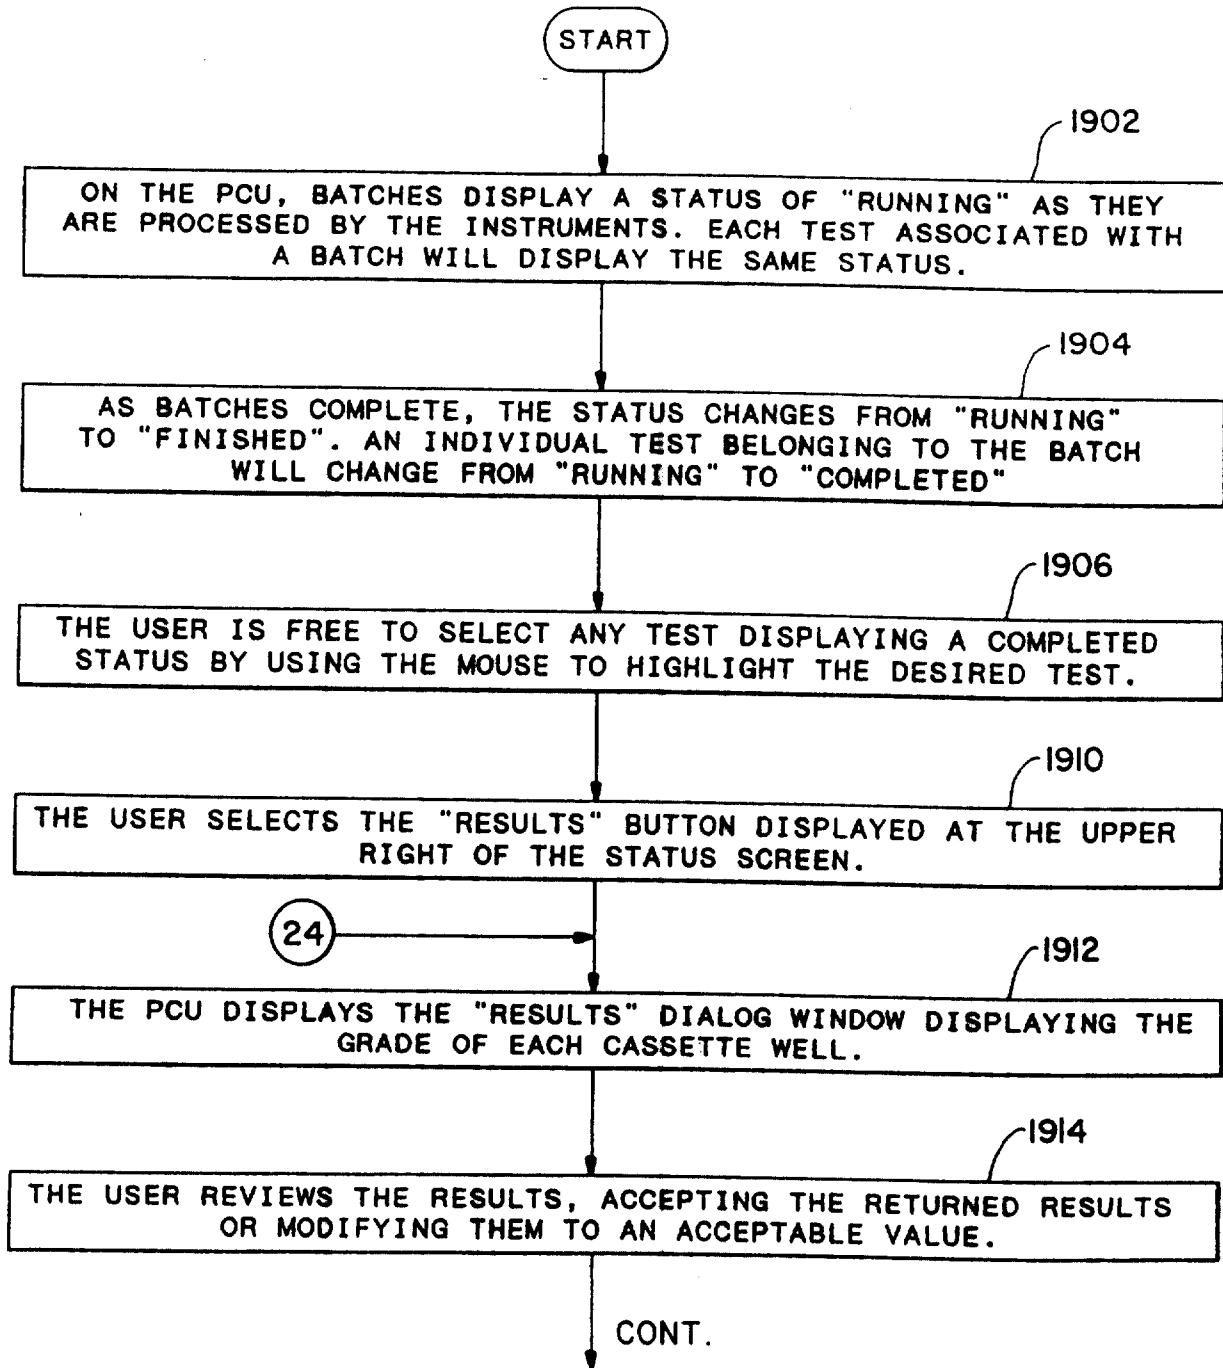 START
1902
ON THE PCU, BATCHES DISPLAY A STATUS OF "RUNNING" AS THEY
ARE PROCESSED BY THE INSTRUMENTS. EACH TEST ASSOCIATED WITH
A BATCH WILL DISPLAY THE SAME STATUS.
1904
AS BATCHES COMPLETE, THE STATUS CHANGES FROM "RUNNING"
TO "FINISHED". AN INDIVIDUAL TEST BELONGING TO THE BATCH
WILL CHANGE FROM "RUNNING" TO "COMPLETED"
1906
THE USER IS FREE TO SELECT ANY TEST DISPLAYING A COMPLETED
STATUS BY USING THE MOUSE TO HIGHLIGHT THE DESIRED TEST.
1910
THE USER SELECTS THE "RESULTS" BUTTON DISPLAYED AT THE UPPER
RIGHT OF THE STATUS SCREEN.
24
1912
THE PCU DISPLAYS THE "RESULTS" DIALOG WINDOW DISPLAYING THE
GRADE OF EACH CASSETTE WELL.
1914
THE USER REVIEWS THE RESULTS, ACCEPTING THE RETURNED RESULTS
OR MODIFYING THEM TO AN ACCEPTABLE VALUE.
CONT.